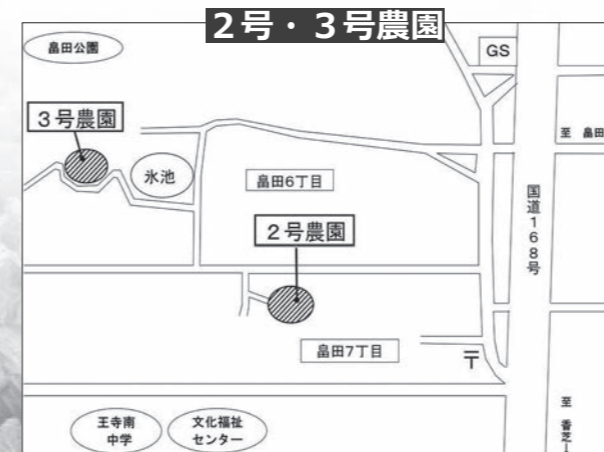 2号・3号農園
畠田公園
GS
3号農園
至 畠田
氷池
畠田6丁目
国道168号
2号農園
畠田7丁目
〒
王寺南
中学
文化福祉
センター
至 香芝